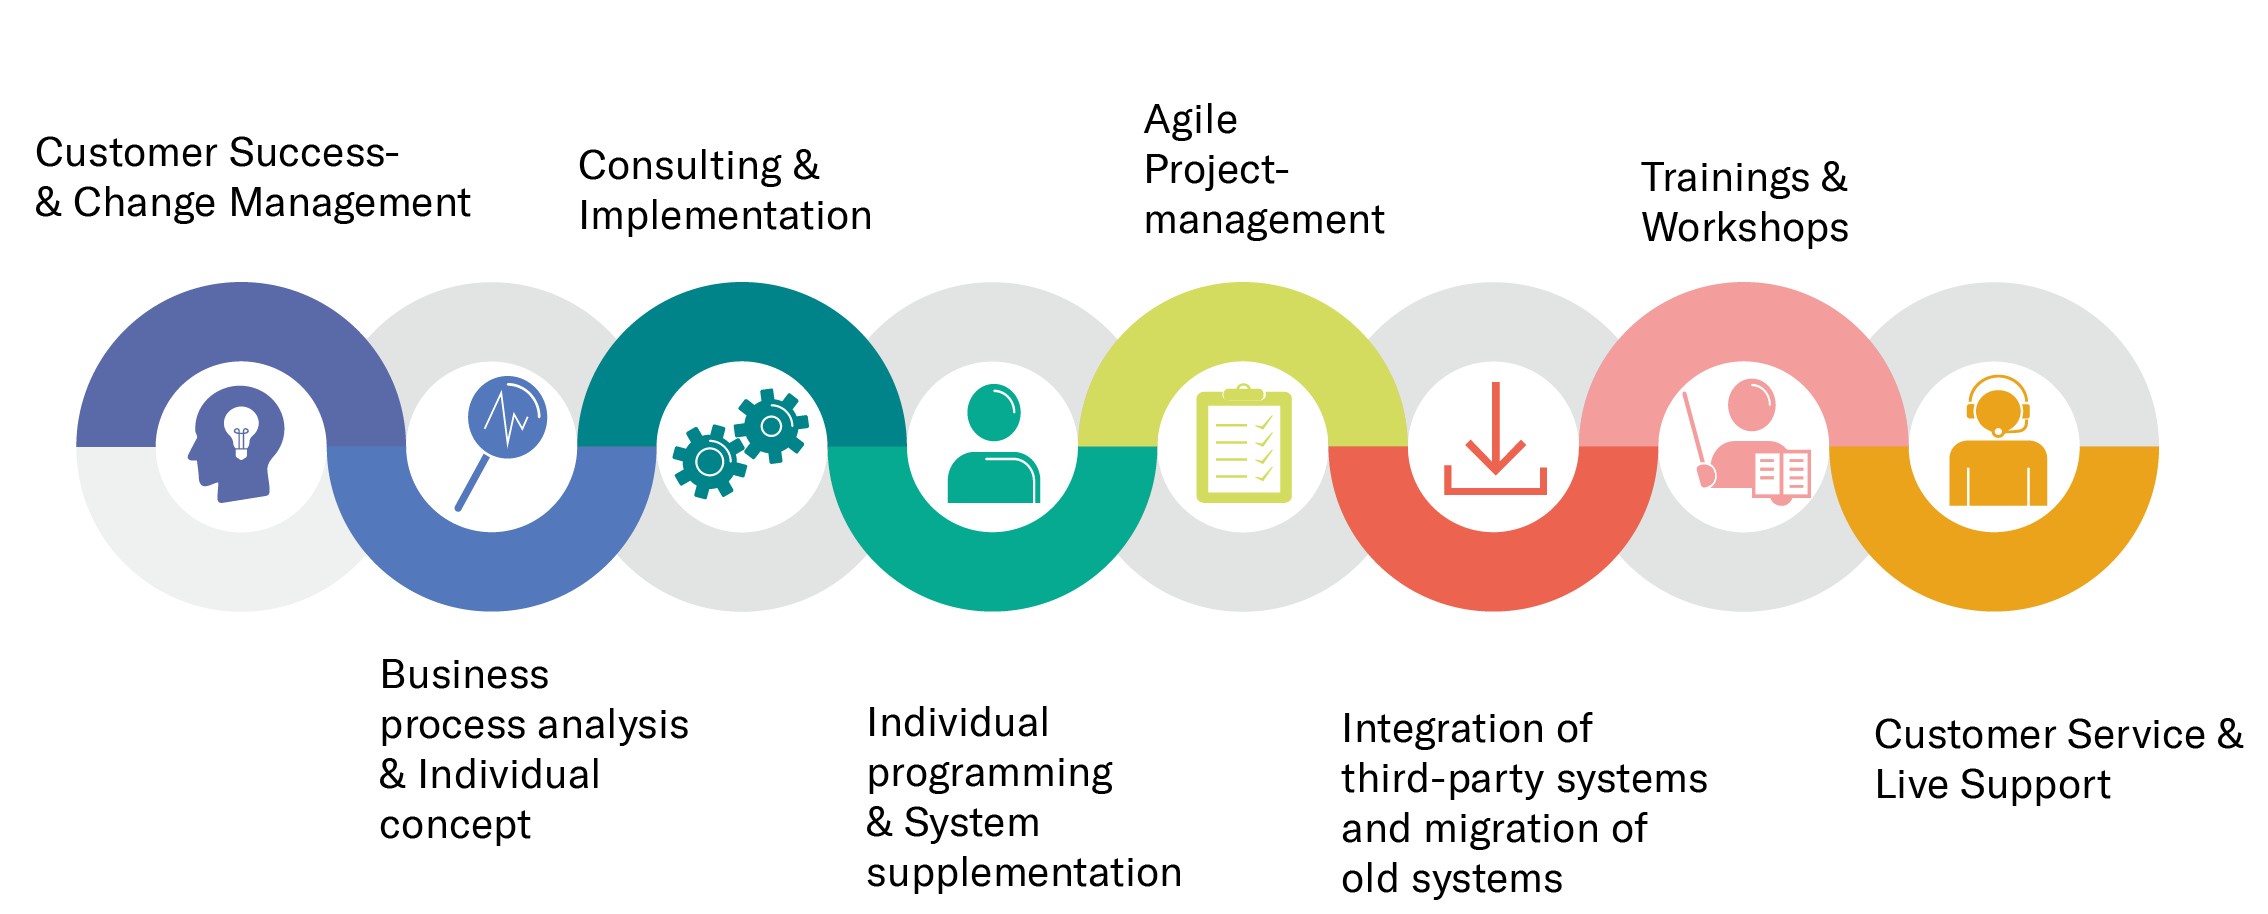 Customer Success-
& Change Management
Business
process analysis
& Individual
concept
Consulting &
Implementation
Individual
programming
& System
supplementation
Agile
Project-
management
Integration of
third-party systems
and migration of
old systems
Trainings &
Workshops
Customer Service &
Live Support